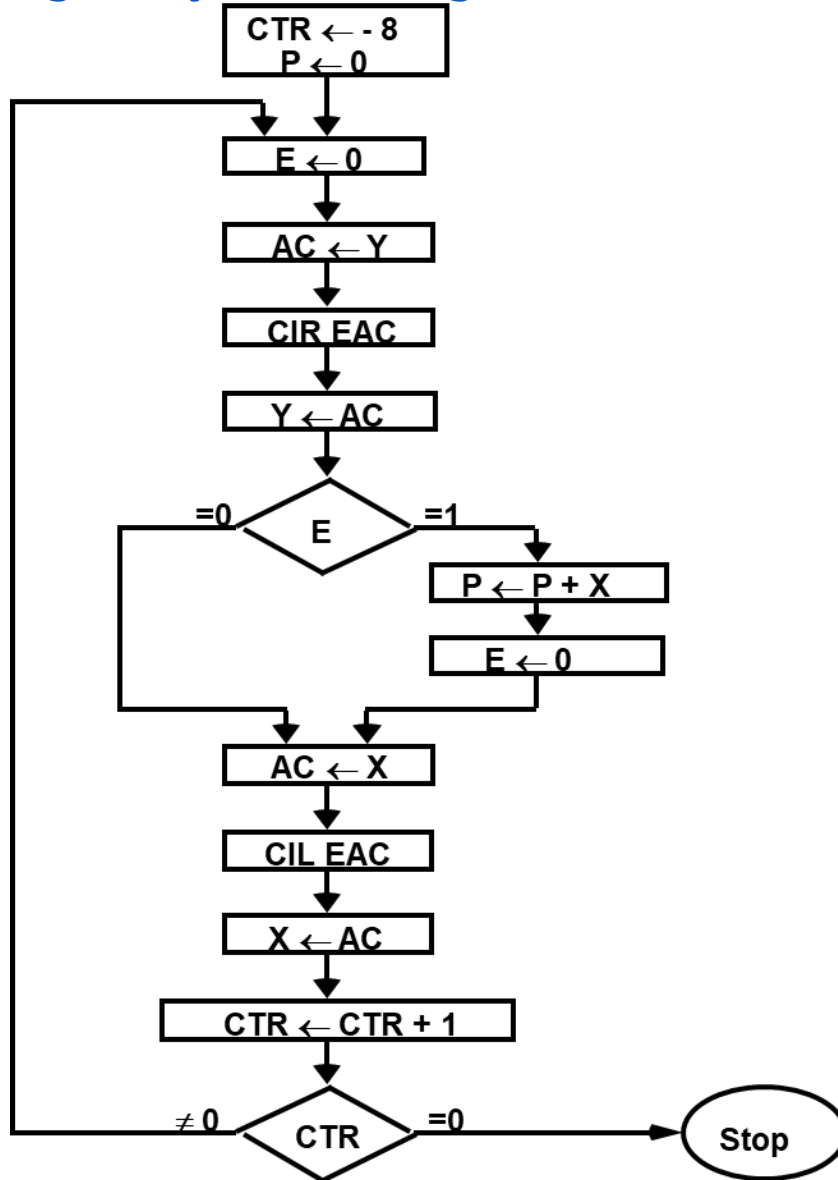 CTR ← - 8
P ← 0
E ← 0
AC ← Y
CIR EAC
Y ← AC
=0
E
=1
P ← P + X
E ← 0
AC ← X
CIL EAC
X ← AC
CTR ← CTR + 1
≠ 0
CTR
=0
Stop